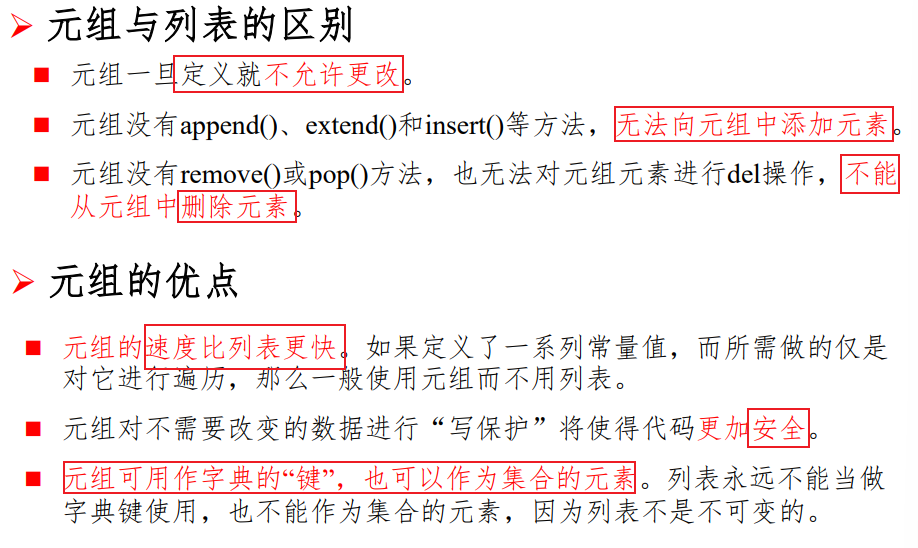 元组与列表的区别
元组一旦定义就不允许更改。
元组没有append()、extend()和insert()等方法，无法向元组中添加元素。
元组没有remove()或pop()方法，也无法对元组元素进行del操作，不能
从元组中删除元素。
元组的优点
元组的速度比列表更快。如果定义了一系列常量值，而所需做的仅是
对它进行遍历，那么一般使用元组而不用列表。
元组对不需要改变的数据进行“写保护”将使得代码更加安全。
元组可用作字典的“键”，也可以作为集合的元素。列表永远不能当做
字典键使用，也不能作为集合的元素，因为列表不是不可变的。